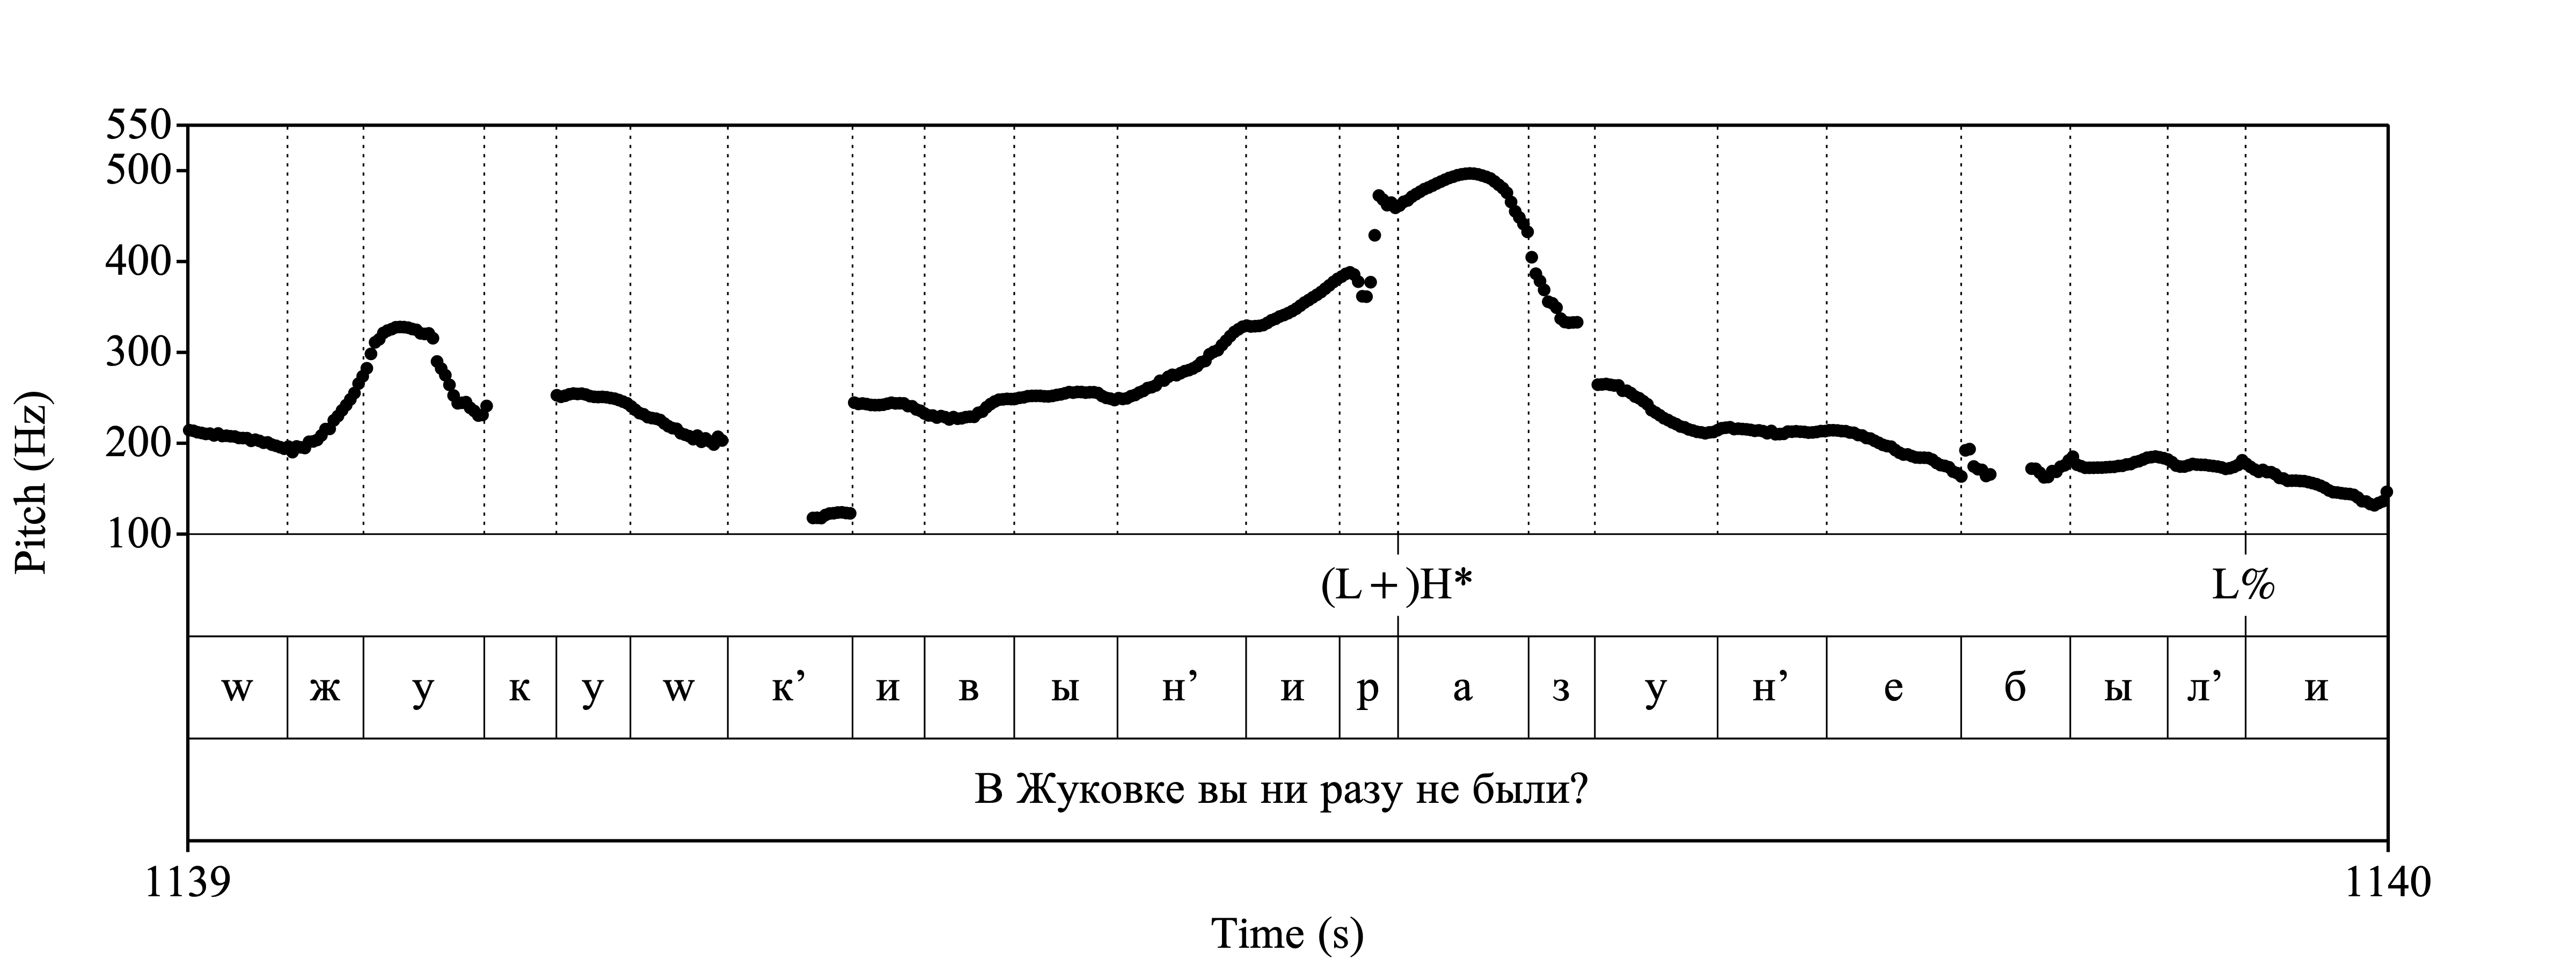 550
500
400
300
200
100
Pitch (Hz)
(L+)H* L%
w ж у к у w к’ и в ы н’ и р а з у н’ е б ы л’ и
В Жуковке вы ни разу не были?
1139 1140
Time (s)